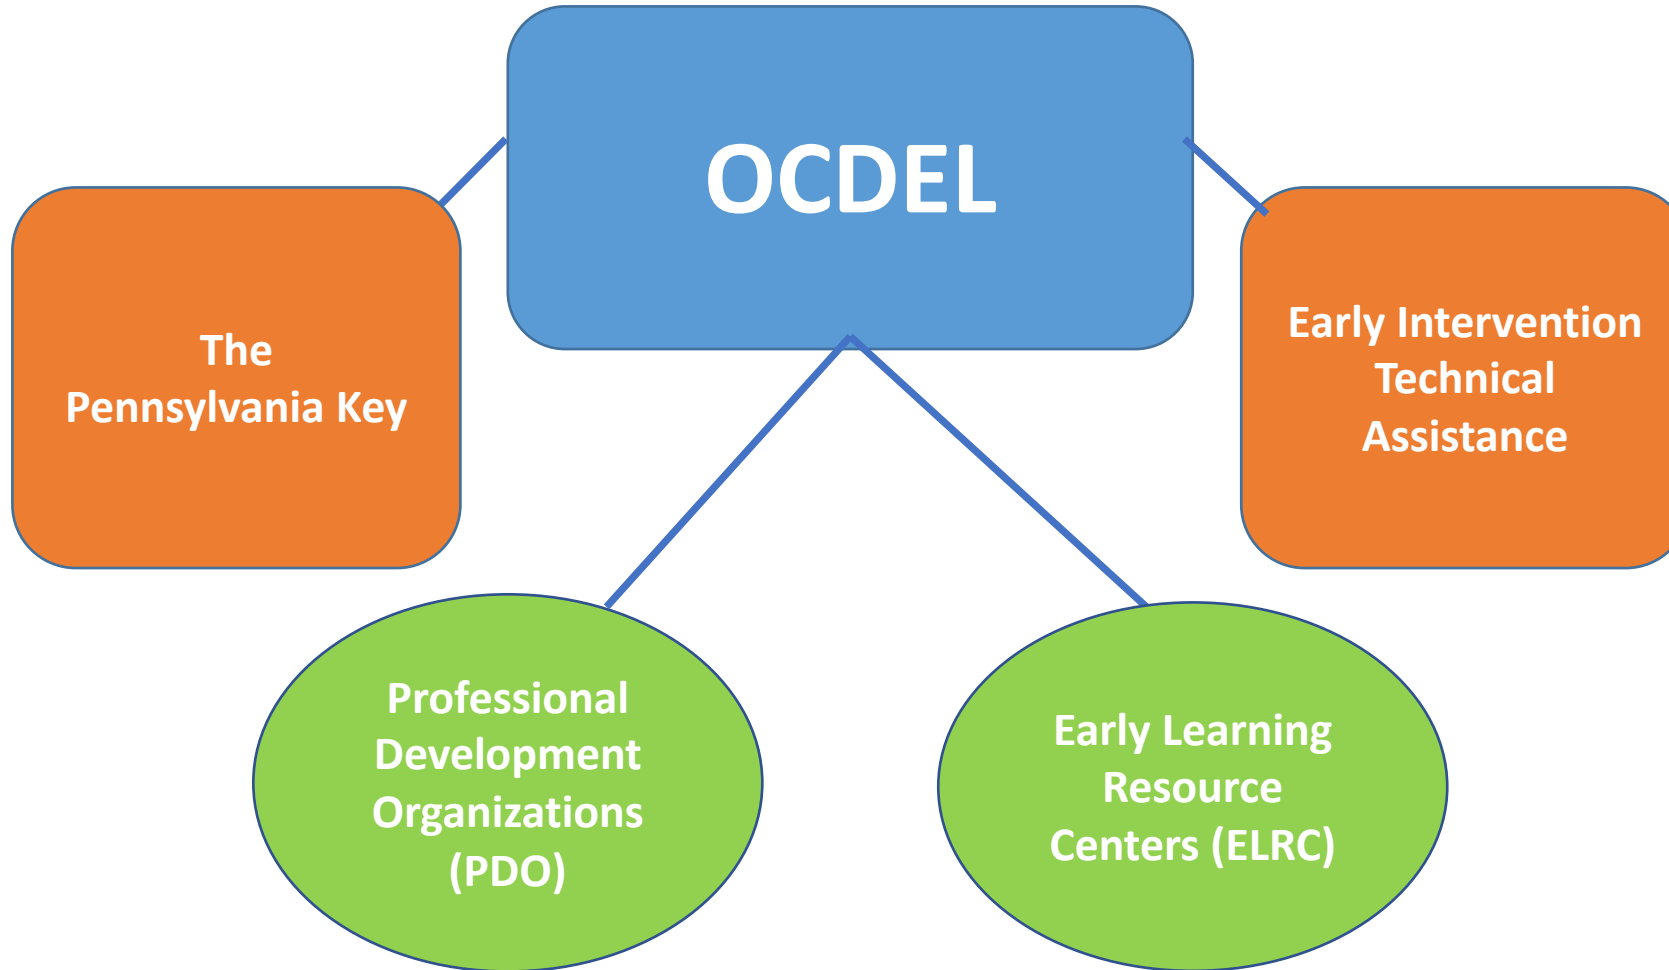 OCDEL
The
Pennsylvania Key
Early Intervention
Technical
Assistance
Professional
Development
Organizations
(PDO)
Early Learning
Resource
Centers (ELRC)